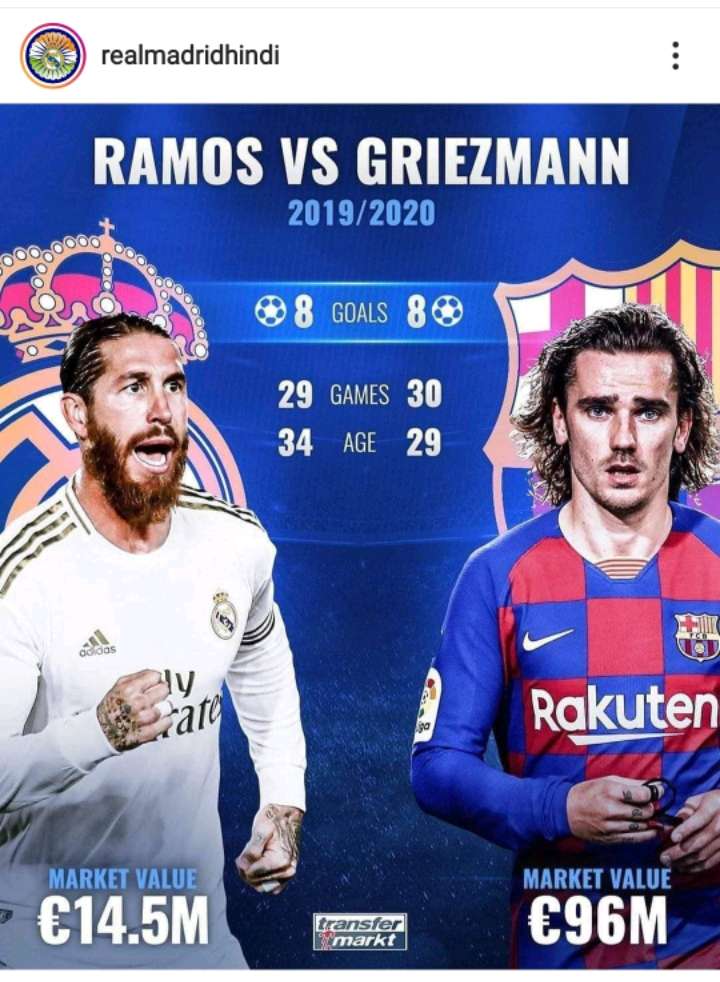 realmadridhindi
RAMOS VS GRIEZMANN
2019/2020
8 GOALS 8
29 GAMES 30
34 AGE 29
adidas
Rakuten
FCB
MARKET VALUE
€14.5M
MARKET VALUE
€96M
transfer
markt